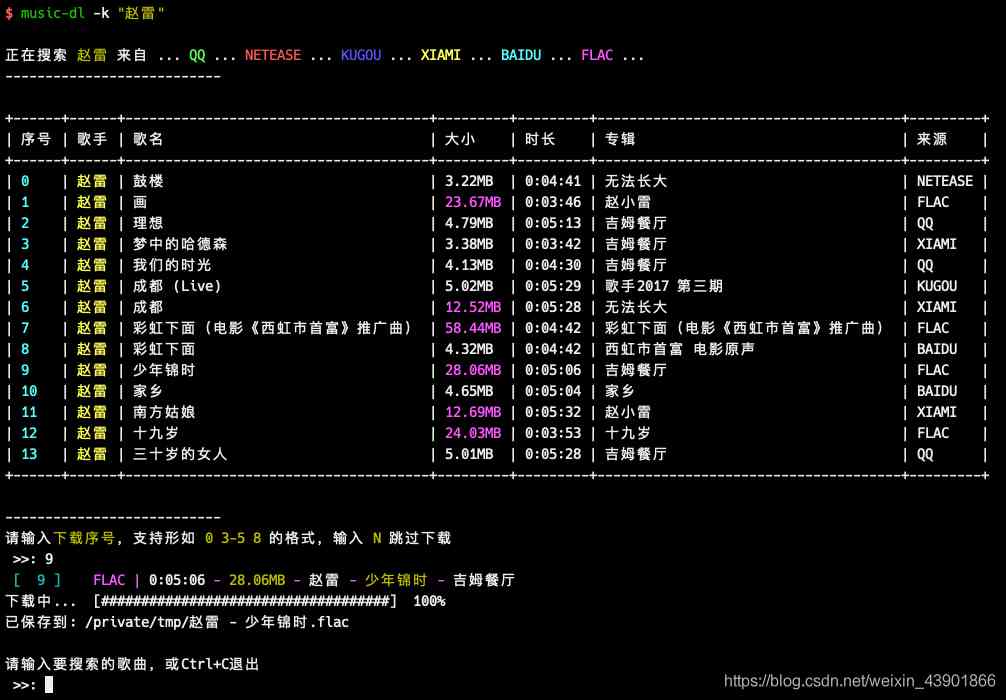 $ music-dl -k "赵雷"
正在搜索 赵雷 来自 ... QQ ... NETEASE ... KUGOU ... XIAMI ... BAIDU ... FLAC ...
---------------------------
+------+------+--------------------------------------+---------+---------+--------------------------------------+---------+
| 序号 | 歌手 | 歌名 | 大小 | 时长 | 专辑 | 来源 |
+------+------+--------------------------------------+---------+---------+--------------------------------------+---------+
| 0 | 赵雷 | 鼓楼 | 3.22MB | 0:04:41 | 无法长大 | NETEASE |
| 1 | 赵雷 | 画 | 23.67MB | 0:03:46 | 赵小雷 | FLAC |
| 2 | 赵雷 | 理想 | 4.79MB | 0:05:13 | 吉姆餐厅 | QQ |
| 3 | 赵雷 | 梦中的哈德森 | 3.38MB | 0:03:42 | 吉姆餐厅 | XIAMI |
| 4 | 赵雷 | 我们的时光 | 4.13MB | 0:04:30 | 吉姆餐厅 | QQ |
| 5 | 赵雷 | 成都 (Live) | 5.02MB | 0:05:29 | 歌手2017 第三期 | KUGOU |
| 6 | 赵雷 | 成都 | 12.52MB | 0:05:28 | 无法长大 | XIAMI |
| 7 | 赵雷 | 彩虹下面（电影《西虹市首富》推广曲） | 58.44MB | 0:04:42 | 彩虹下面（电影《西虹市首富》推广曲） | FLAC |
| 8 | 赵雷 | 彩虹下面 | 4.32MB | 0:04:42 | 西虹市首富 电影原声 | BAIDU |
| 9 | 赵雷 | 少年锦时 | 28.06MB | 0:05:06 | 吉姆餐厅 | FLAC |
| 10 | 赵雷 | 家乡 | 4.65MB | 0:05:04 | 家乡 | BAIDU |
| 11 | 赵雷 | 南方姑娘 | 12.69MB | 0:05:32 | 赵小雷 | XIAMI |
| 12 | 赵雷 | 十九岁 | 24.03MB | 0:03:53 | 十九岁 | FLAC |
| 13 | 赵雷 | 三十岁的女人 | 5.01MB | 0:05:28 | 吉姆餐厅 | QQ |
+------+------+--------------------------------------+---------+---------+--------------------------------------+---------+
---------------------------
请输入下载序号，支持形如 0 3-5 8 的格式，输入 N 跳过下载
>>: 9
[ 9 ] FLAC | 0:05:06 - 28.06MB - 赵雷 - 少年锦时 - 吉姆餐厅
下载中... [####################################] 100%
已保存到: /private/tmp/赵雷 - 少年锦时.flac
请输入要搜索的歌曲，或Ctrl+C退出
>>:
https://blog.csdn.net/weixin_43901866